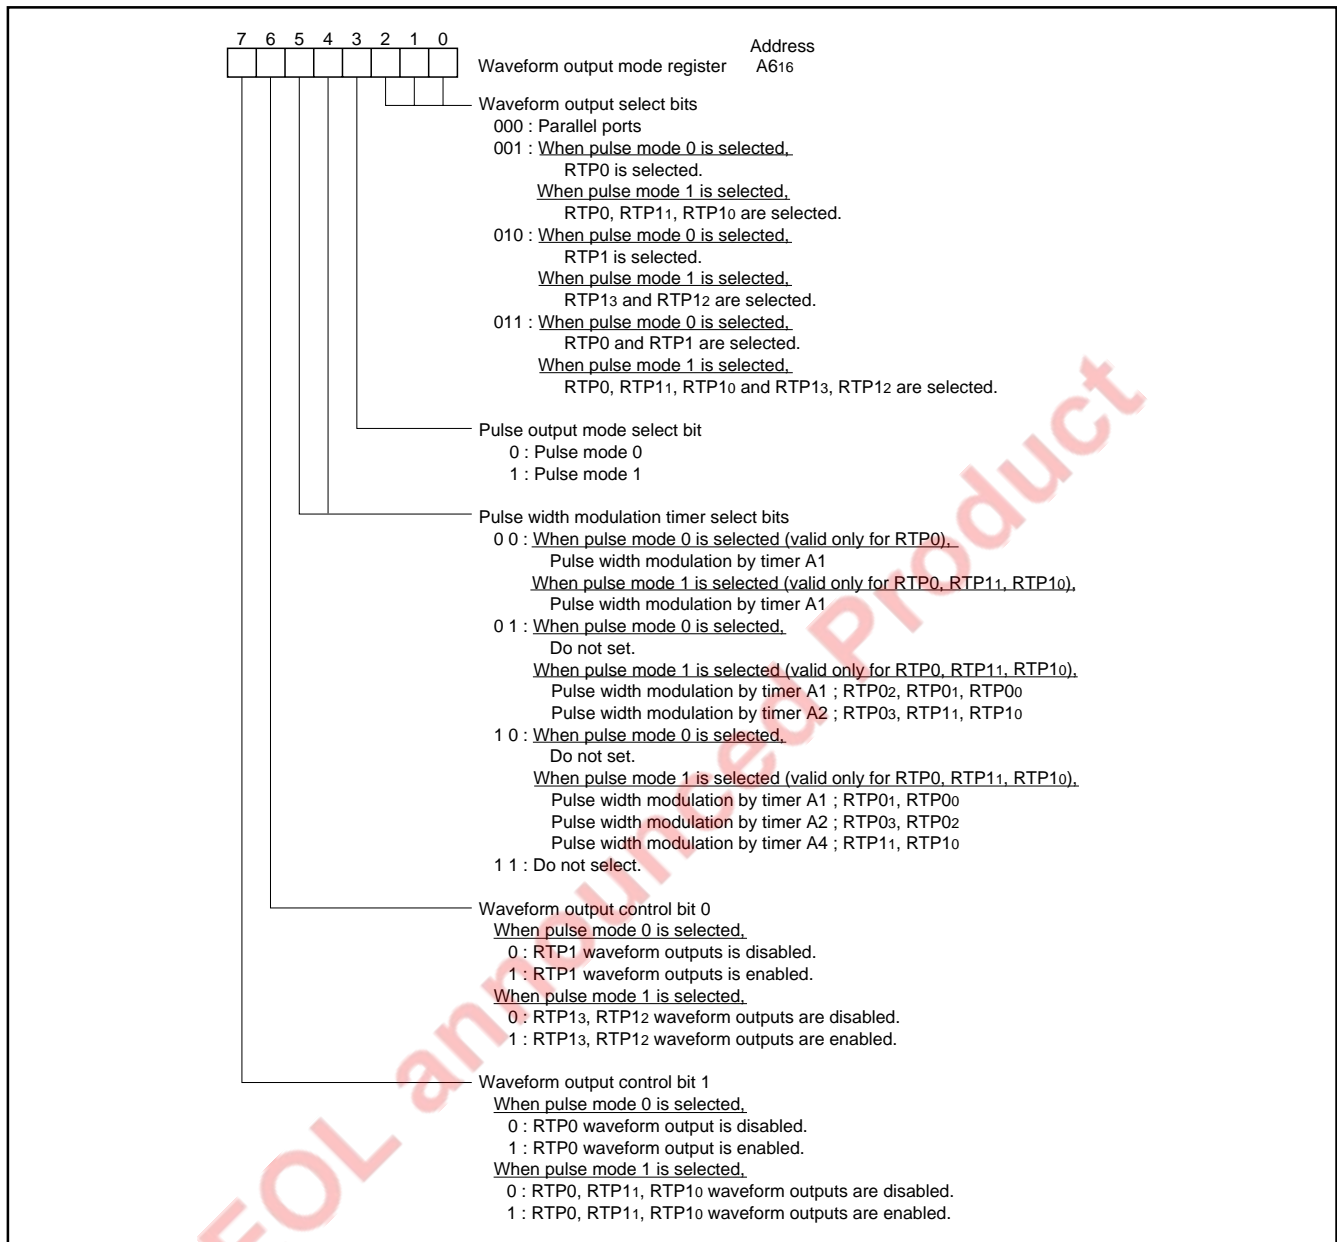 7 6 5 4 3 2 1 0
Address
Waveform output mode register A616
Waveform output select bits
000 : Parallel ports
001 : When pulse mode 0 is selected,
RTP0 is selected.
When pulse mode 1 is selected,
RTP0, RTP11, RTP10 are selected.
010 : When pulse mode 0 is selected,
RTP1 is selected.
When pulse mode 1 is selected,
RTP13 and RTP12 are selected.
011 : When pulse mode 0 is selected,
RTP0 and RTP1 are selected.
When pulse mode 1 is selected,
RTP0, RTP11, RTP10 and RTP13, RTP12 are selected.
Pulse output mode select bit
0 : Pulse mode 0
1 : Pulse mode 1
Pulse width modulation timer select bits
0 0 : When pulse mode 0 is selected (valid only for RTP0),
Pulse width modulation by timer A1
When pulse mode 1 is selected (valid only for RTP0, RTP11, RTP10),
Pulse width modulation by timer A1
0 1 : When pulse mode 0 is selected,
Do not set.
When pulse mode 1 is selected (valid only for RTP0, RTP11, RTP10),
Pulse width modulation by timer A1 ; RTP02, RTP01, RTP00
Pulse width modulation by timer A2 ; RTP03, RTP11, RTP10
1 0 : When pulse mode 0 is selected,
Do not set.
When pulse mode 1 is selected (valid only for RTP0, RTP11, RTP10),
Pulse width modulation by timer A1 ; RTP01, RTP00
Pulse width modulation by timer A2 ; RTP03, RTP02
Pulse width modulation by timer A4 ; RTP11, RTP10
1 1 : Do not select.
Waveform output control bit 0
When pulse mode 0 is selected,
0 : RTP1 waveform outputs is disabled.
1 : RTP1 waveform outputs is enabled.
When pulse mode 1 is selected,
0 : RTP13, RTP12 waveform outputs are disabled.
1 : RTP13, RTP12 waveform outputs are enabled.
Waveform output control bit 1
When pulse mode 0 is selected,
0 : RTP0 waveform output is disabled.
1 : RTP0 waveform output is enabled.
When pulse mode 1 is selected,
0 : RTP0, RTP11, RTP10 waveform outputs are disabled.
1 : RTP0, RTP11, RTP10 waveform outputs are enabled.
EOL announced Product